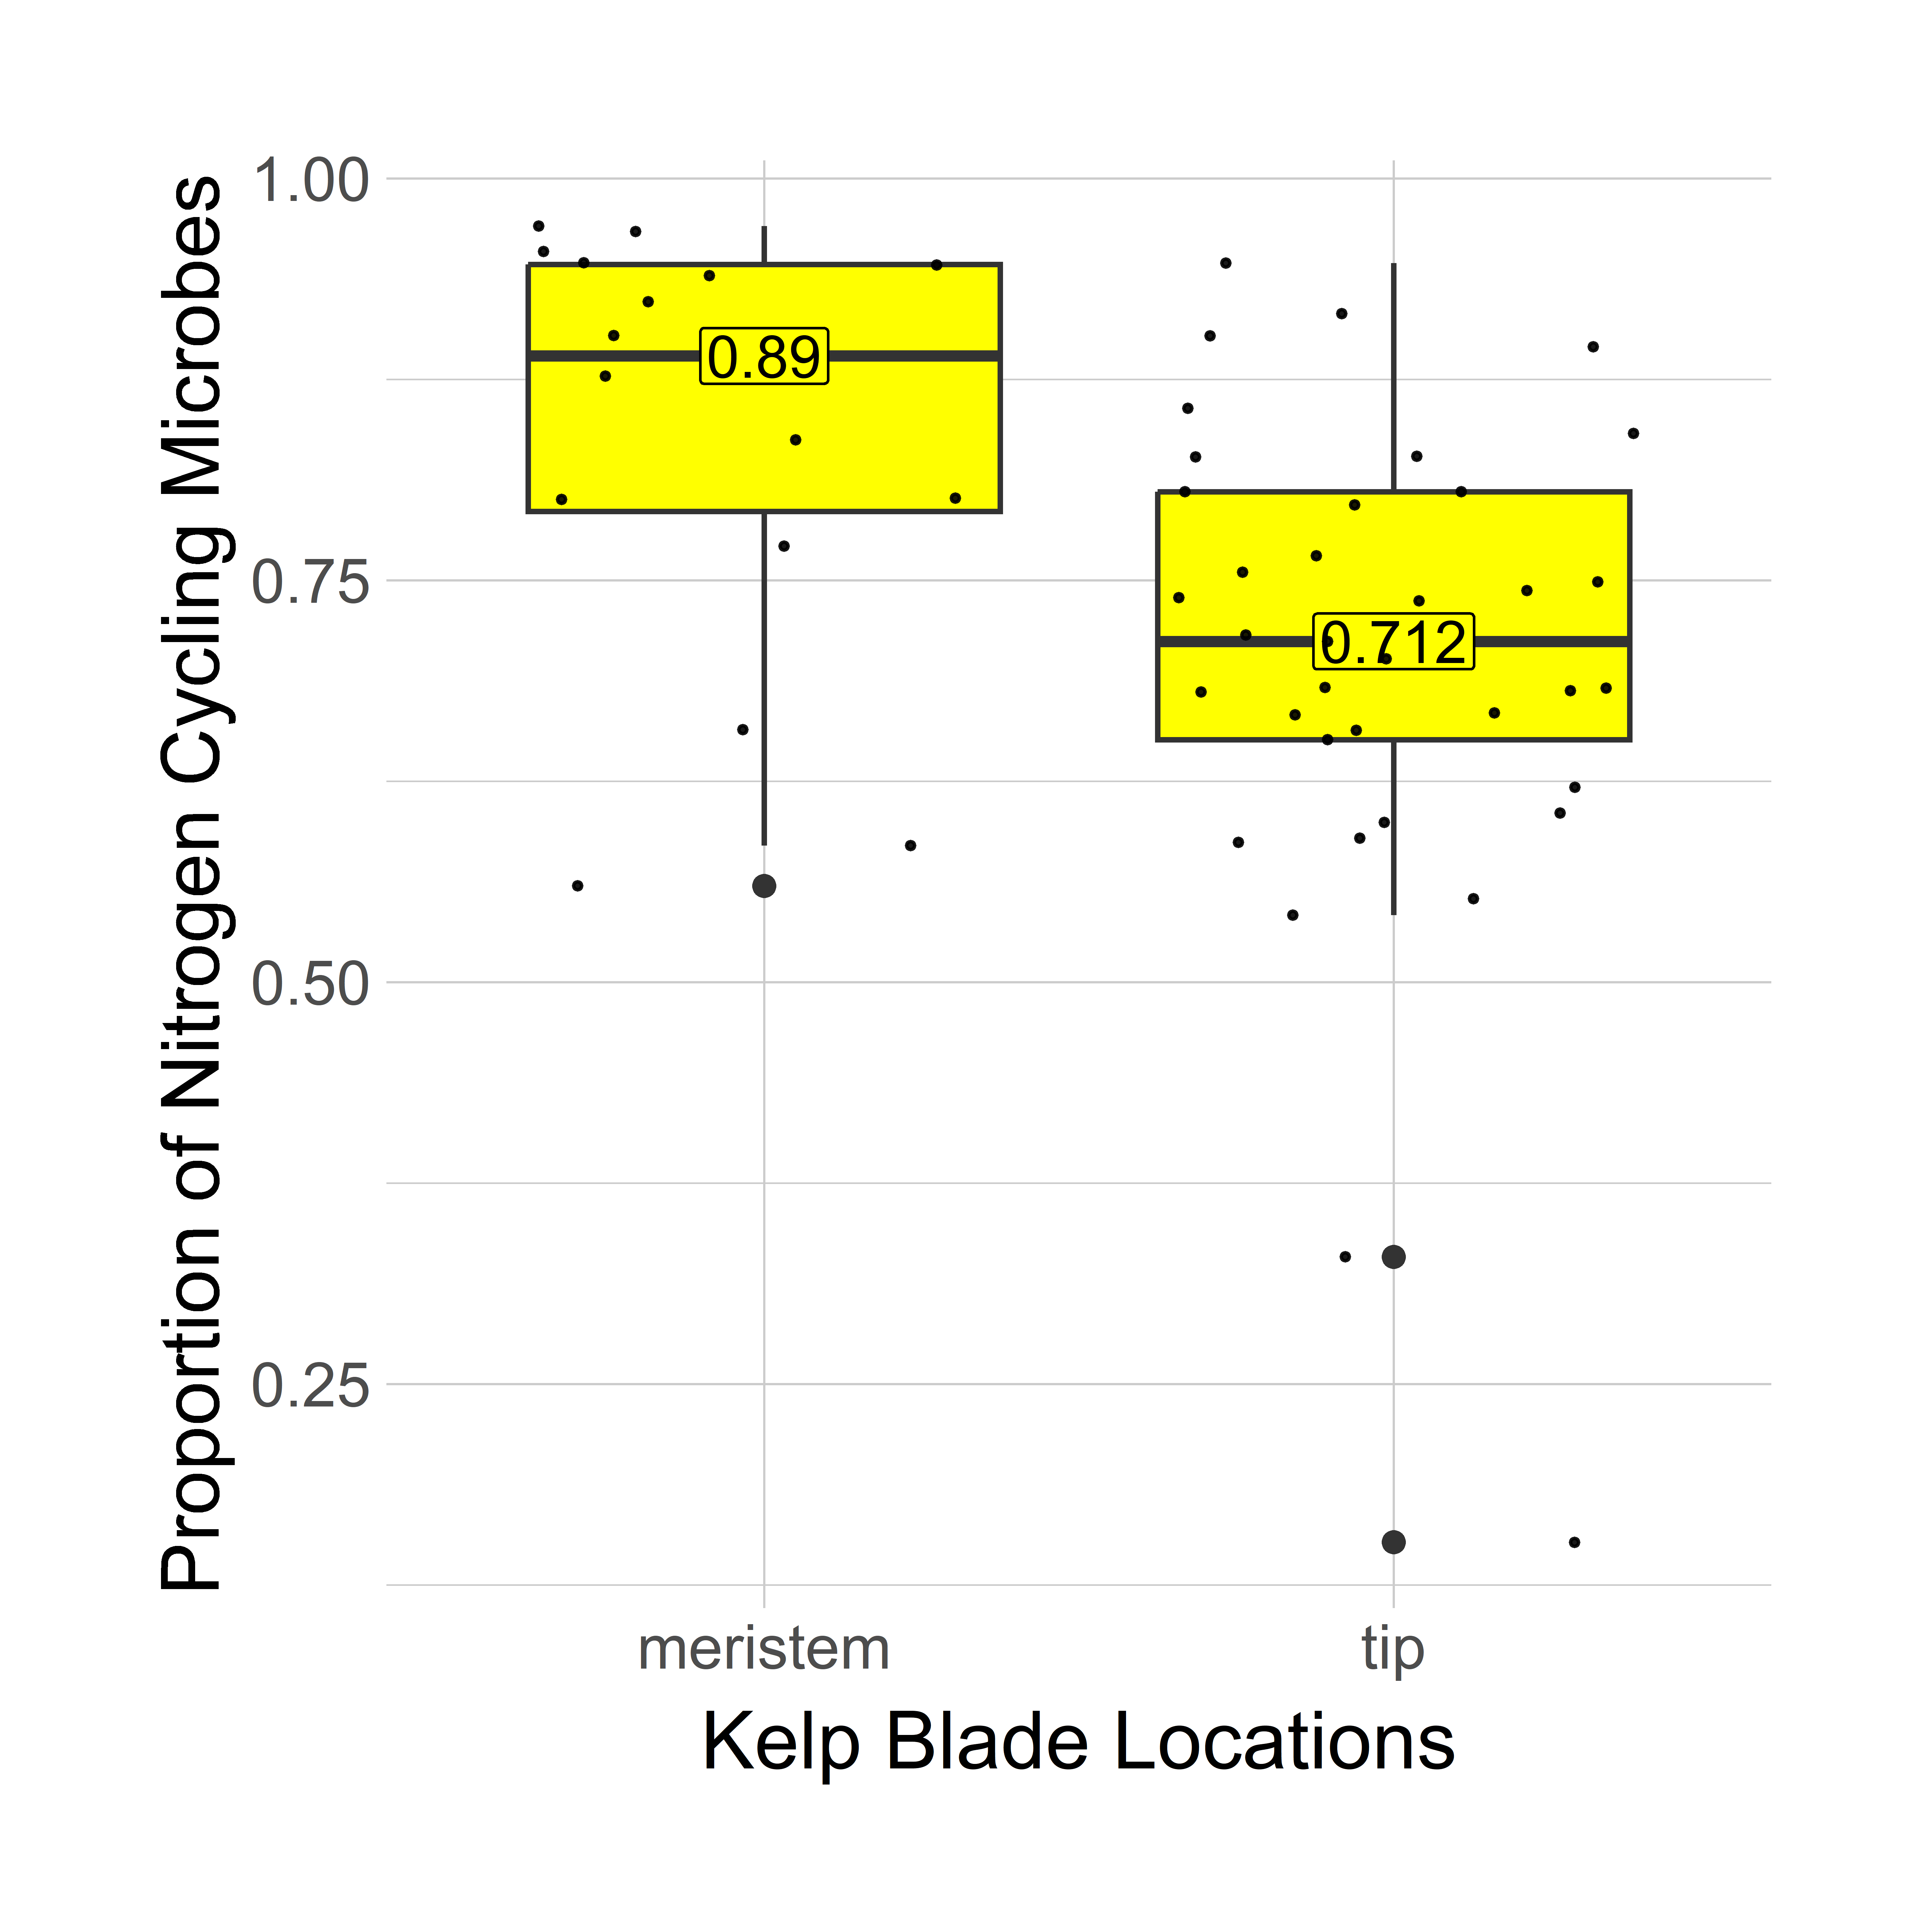 Proportion of Nitrogen Cycling Microbes
1.00
0.75
0.50
0.25
0.89
0.712
meristem
tip
Kelp Blade Locations